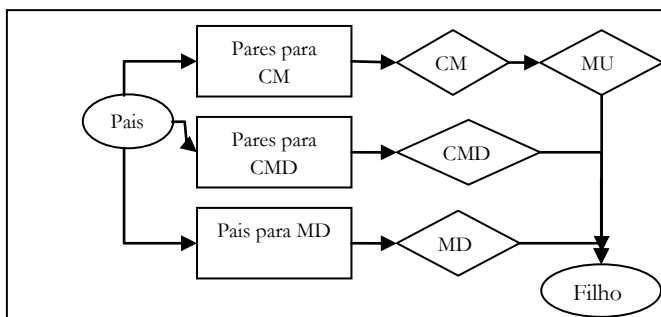 Pares para
CM
CM
MU
Pais
Pares para
CMD
CMD
Pais para MD
MD
Filho